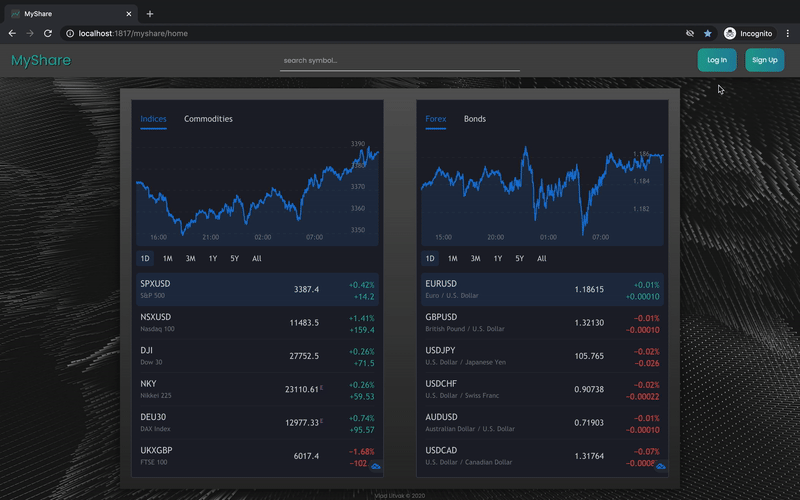 MyShare
localhost:1817/myshare/home
Incognito
MyShare
search symbol...
Log In
Sign Up
Indices Commodities
3390
3380
3370
3360
3350
16:00 21:00 02:00 07:00
1D 1M 3M 1Y 5Y All
SPXUSD 3387.4 +0.42%
S&P 500 +14.2
NSXUSD 11483.5 +1.41%
Nasdaq 100 +159.4
DJI 27752.5 +0.26%
Dow 30 +71.5
NKY 23110.61 +0.26%
Nikkei 225 +59.53
DEU30 12977.33 +0.74%
DAX Index +95.57
UKXGBP 6017.4 −1.68%
FTSE 100 −102.
Forex Bonds
1.186
1.184
1.182
15:00 20:00 01:00 07:00
1D 1M 3M 1Y 5Y All
EURUSD 1.18615 +0.01%
Euro / U.S. Dollar +0.00010
GBPUSD 1.32130 −0.01%
British Pound / U.S. Dollar −0.00010
USDJPY 105.765 −0.02%
U.S. Dollar / Japanese Yen −0.026
USDCHF 0.90738 −0.02%
U.S. Dollar / Swiss Franc −0.00022
AUDUSD 0.71903 −0.01%
Australian Dollar / U.S. Dollar −0.00010
USDCAD 1.31764 −0.07%
U.S. Dollar / Canadian Dollar
© 2020